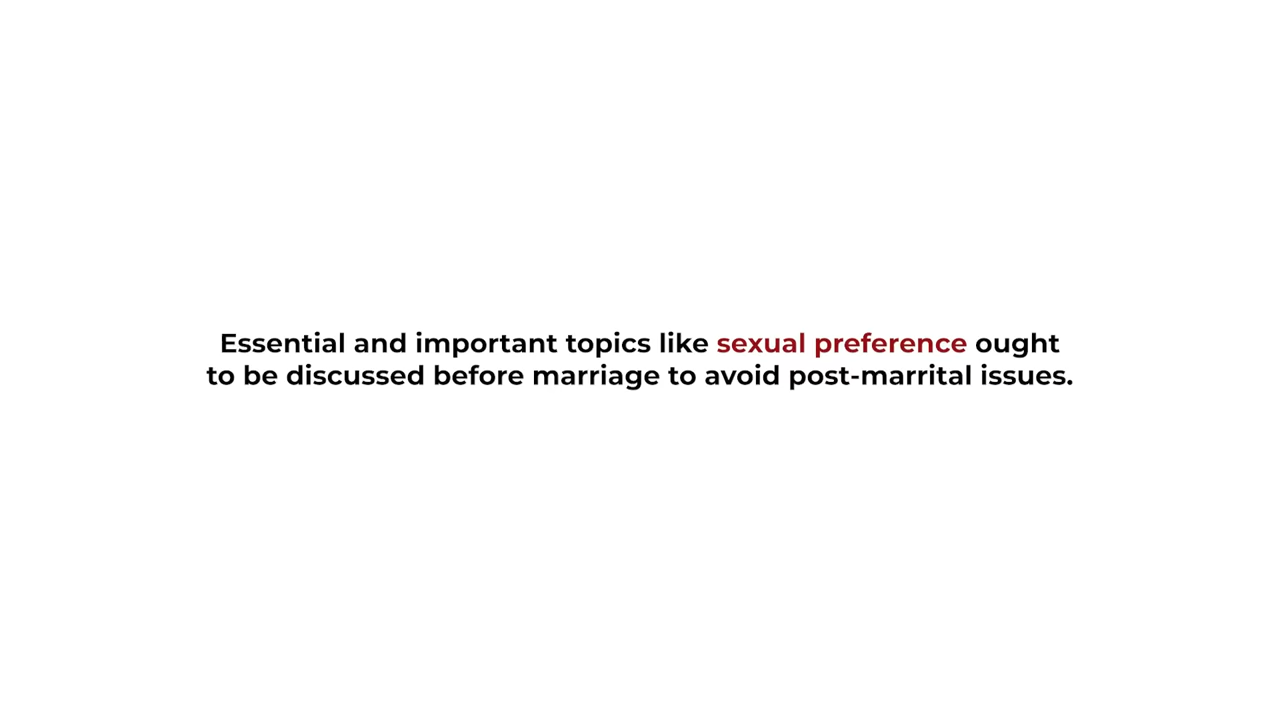 Essential and important topics like sexual preference ought
to be discussed before marriage to avoid post-marrital issues.